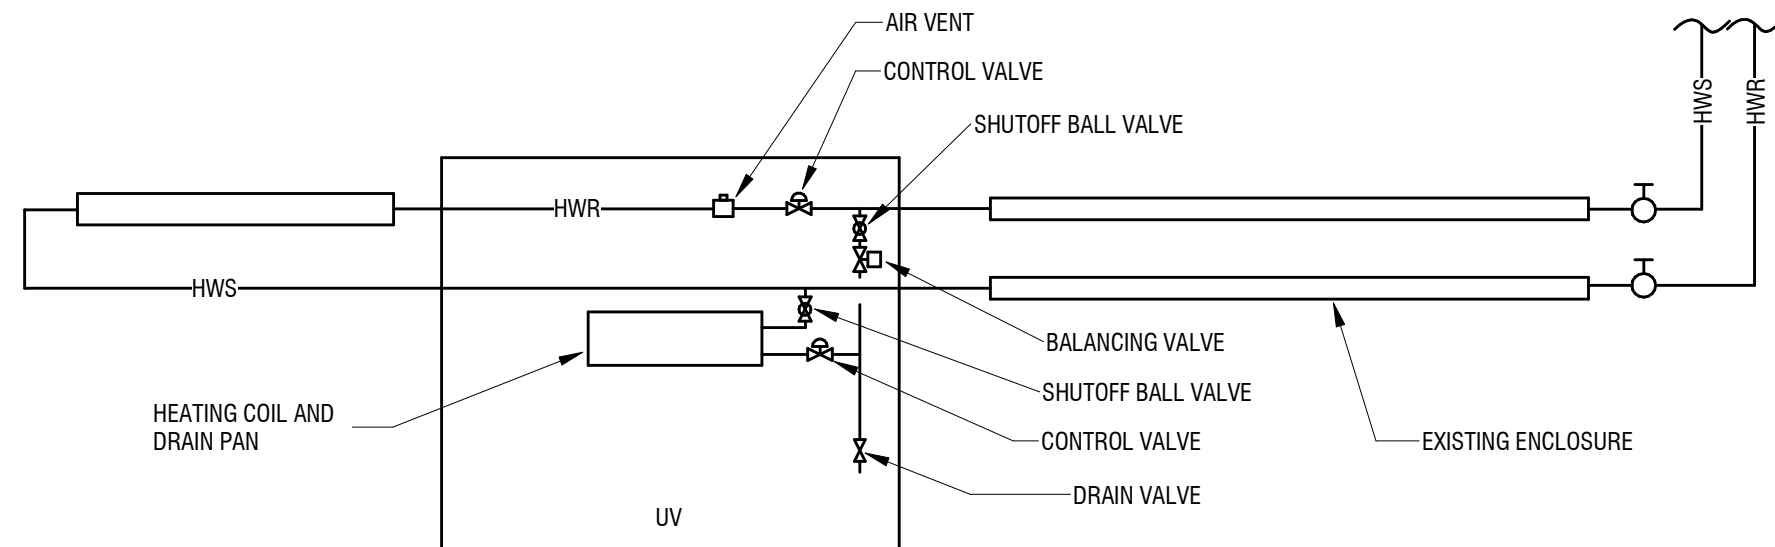 AIR VENT
CONTROL VALVE
SHUTOFF BALL VALVE
HWS
HWR
HWR
HWS
BALANCING VALVE
SHUTOFF BALL VALVE
HEATING COIL AND
DRAIN PAN
CONTROL VALVE
EXISTING ENCLOSURE
DRAIN VALVE
UV